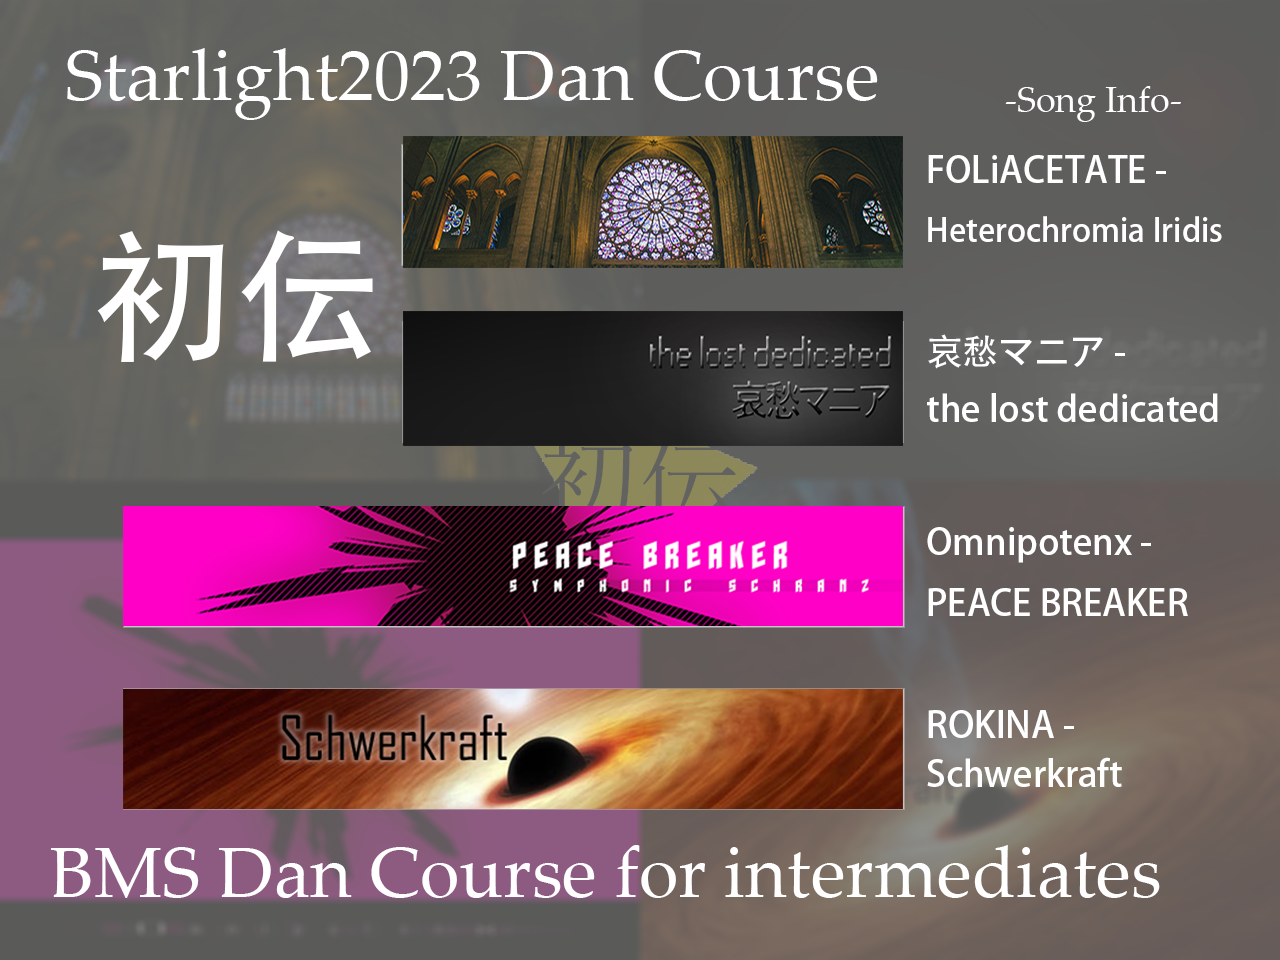 Starlight2023 Dan Course
-Song Info-
初伝
FOLiACETATE -
Heterochromia Iridis
the lost dedicated
哀愁マニア
哀愁マニア -
the lost dedicated
初伝
PEACE BREAKER
SYMPHONIC SCHRANZ
Omnipotenx -
PEACE BREAKER
Schwerkraft
ROKINA -
Schwerkraft
BMS Dan Course for intermediates